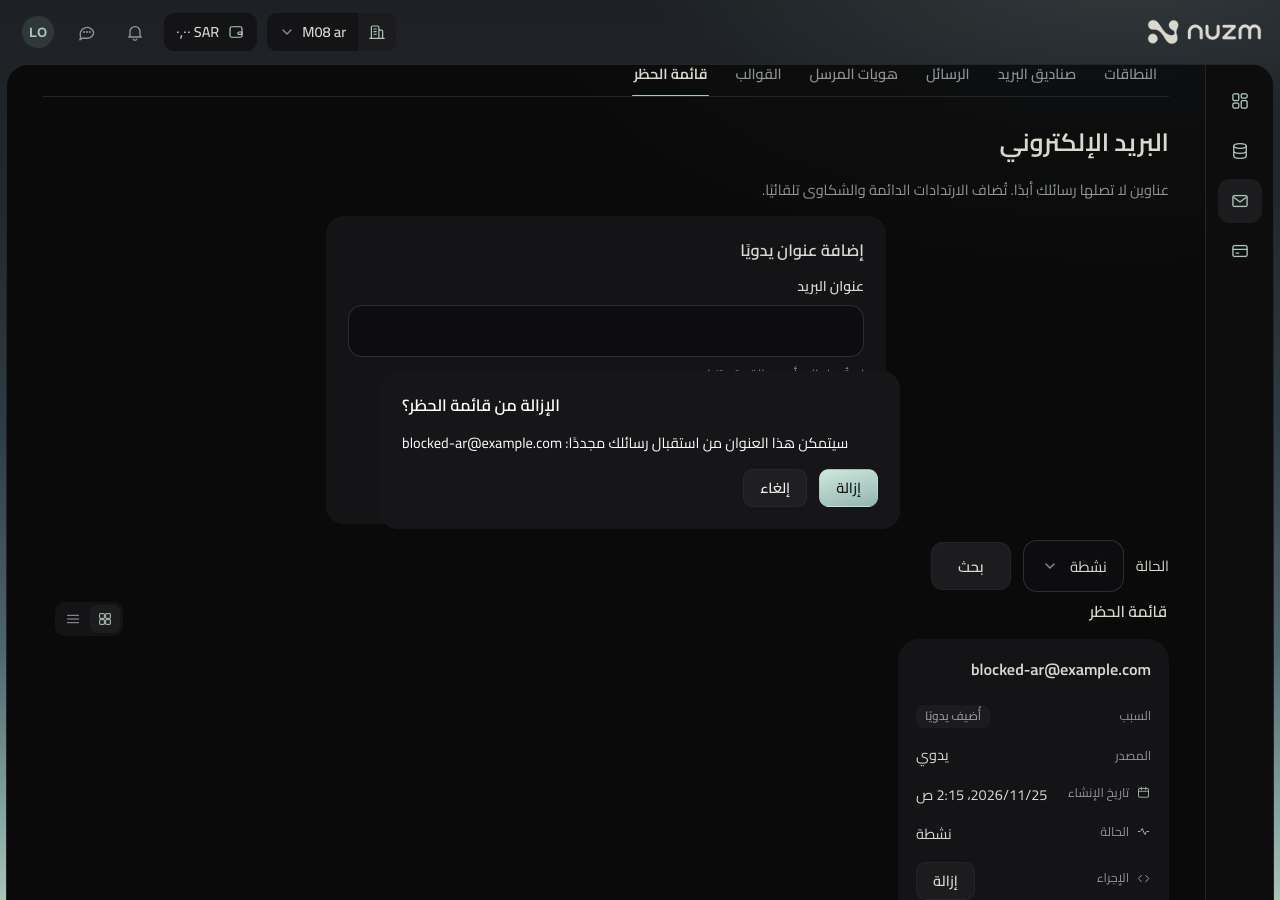 nuzm
M08 ar
SAR ٠,٠٠
LO
النطاقات
صناديق البريد
الرسائل
هويات المرسل
القوالب
قائمة الحظر
البريد الإلكتروني
عناوين لا تصلها رسائلك أبدًا. تُضاف الارتدادات الدائمة والشكاوى تلقائيًا.
إضافة عنوان يدويًا
عنوان البريد
الإزالة من قائمة الحظر؟
سيتمكن هذا العنوان من استقبال رسائلك مجددًا: blocked-ar@example.com
إزالة
إلغاء
الحالة
نشطة
بحث
قائمة الحظر
blocked-ar@example.com
السبب
أُضيف يدويًا
المصدر
يدوي
تاريخ الإنشاء
2026/11/25، 2:15 ص
الحالة
نشطة
الإجراء
إزالة